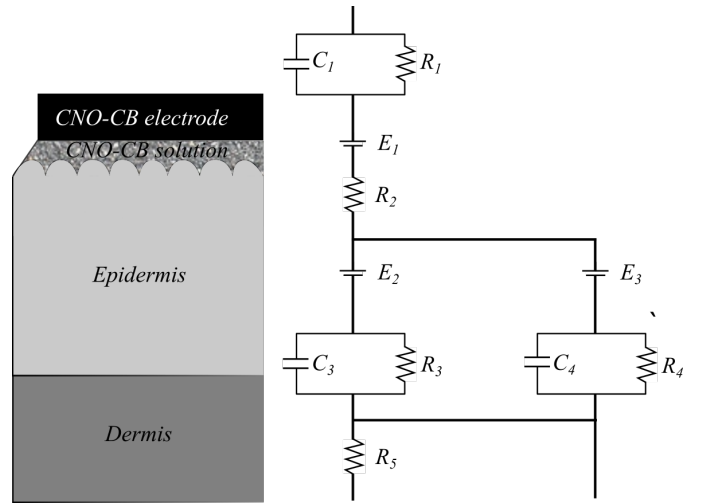 C1
R1
CNO-CB electrode
E1
CNO-CB solution
R2
Epidermis
E2
E3
C3
R3
C4
R4
Dermis
R5